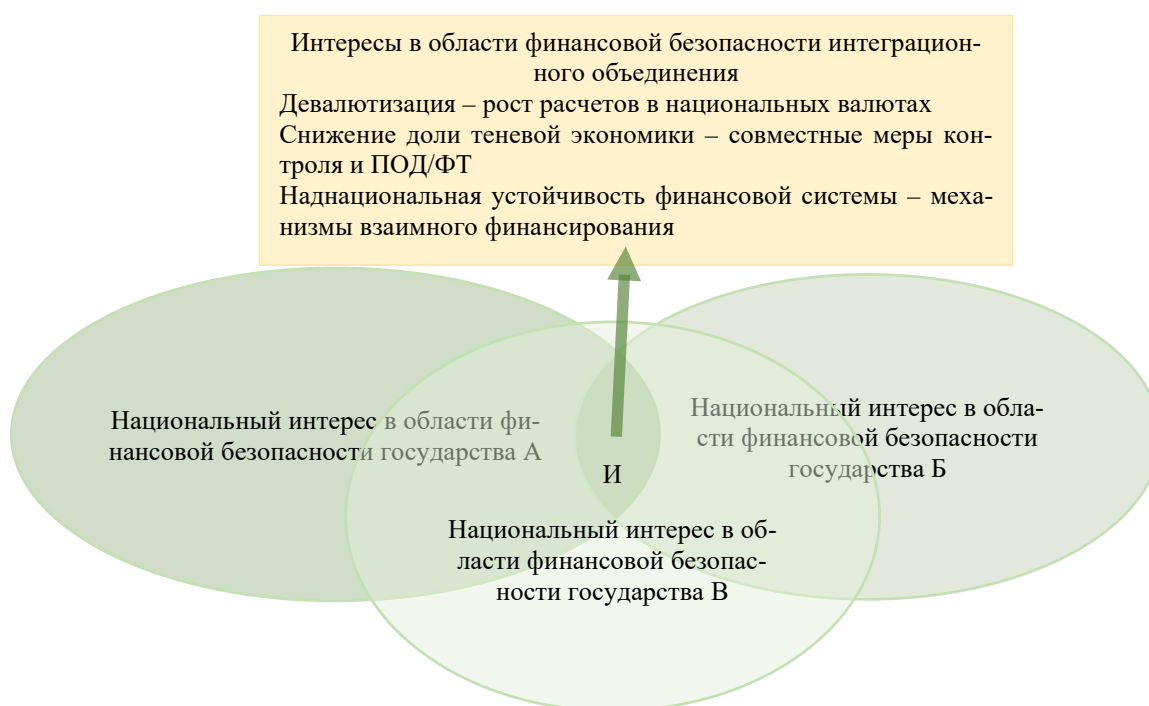 Интересы в области финансовой безопасности интеграцион-
ного объединения
Девалютизация – рост расчетов в национальных валютах
Снижение доли теневой экономики – совместные меры кон-
троля и ПОД/ФТ
Наднациональная устойчивость финансовой системы – меха-
низмы взаимного финансирования
Национальный интерес в области фи-
нансовой безопасности государства А
Национальный интерес в обла-
сти финансовой безопасности
государства Б
И
Национальный интерес в об-
ласти финансовой безопас-
ности государства В